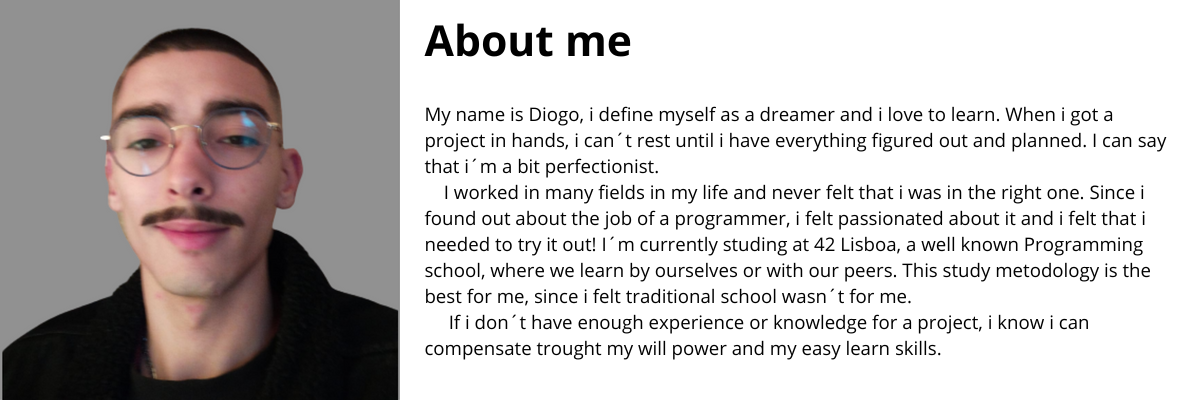 About me
My name is Diogo, i define myself as a dreamer and i love to learn. When i got a
project in hands, i can´t rest until i have everything figured out and planned. I can say
that i´m a bit perfectionist.
I worked in many fields in my life and never felt that i was in the right one. Since i
found out about the job of a programmer, i felt passionated about it and i felt that i
needed to try it out! I´m currently studing at 42 Lisboa, a well known Programming
school, where we learn by ourselves or with our peers. This study metodology is the
best for me, since i felt traditional school wasn´t for me.
If i don´t have enough experience or knowledge for a project, i know i can
compensate trought my will power and my easy learn skills.